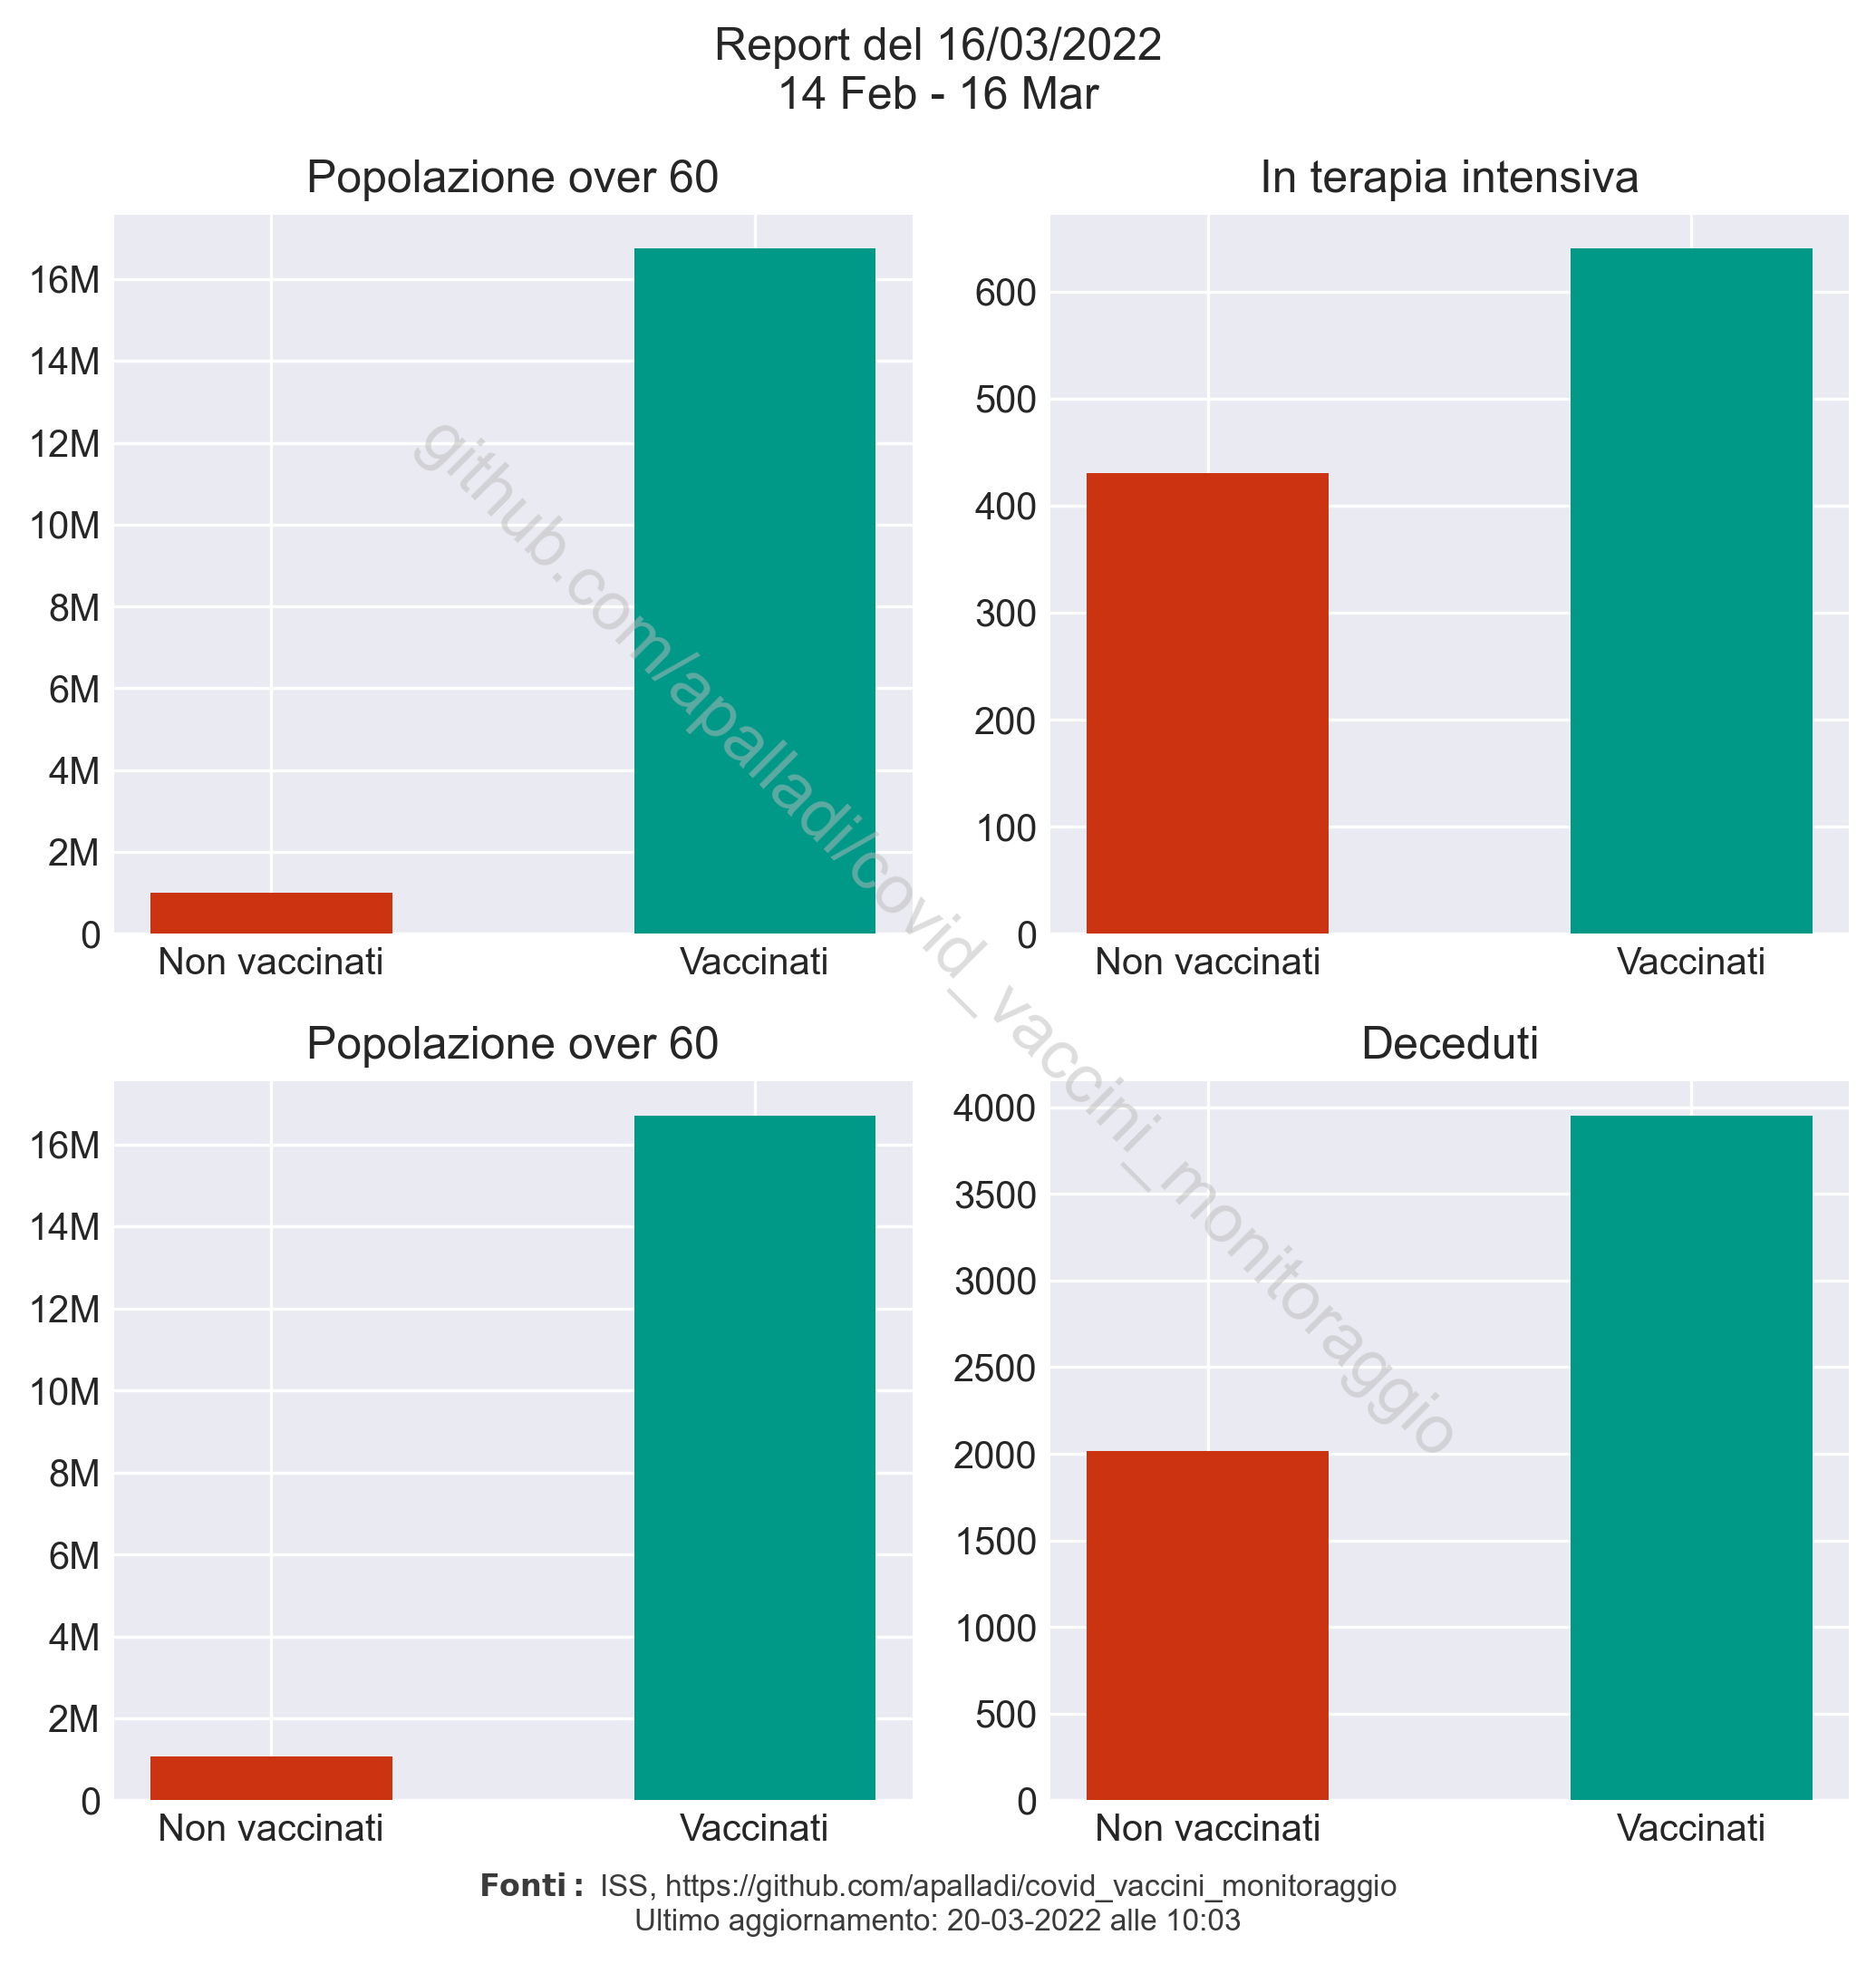 Report del 16/03/2022
14 Feb - 16 Mar
Popolazione over 60
16M
14M
12M
10M
8M
6M
4M
2M
0
Non vaccinati
Vaccinati
In terapia intensiva
600
500
400
300
200
100
0
Non vaccinati
Vaccinati
Popolazione over 60
16M
14M
12M
10M
8M
6M
4M
2M
0
Non vaccinati
Vaccinati
Deceduti
4000
3500
3000
2500
2000
1500
1000
500
0
Non vaccinati
Vaccinati
github.com/apalladi/covid_vaccini_monitoraggio
Fonti: ISS, https://github.com/apalladi/covid_vaccini_monitoraggio
Ultimo aggiornamento: 20-03-2022 alle 10:03